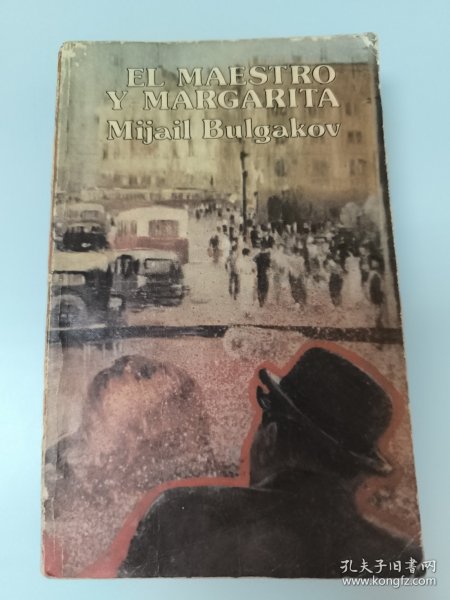 EL MAESTRO
Y MARGARITA
Mijail Bulgakov
孔夫子旧书网
www.kongfz.com